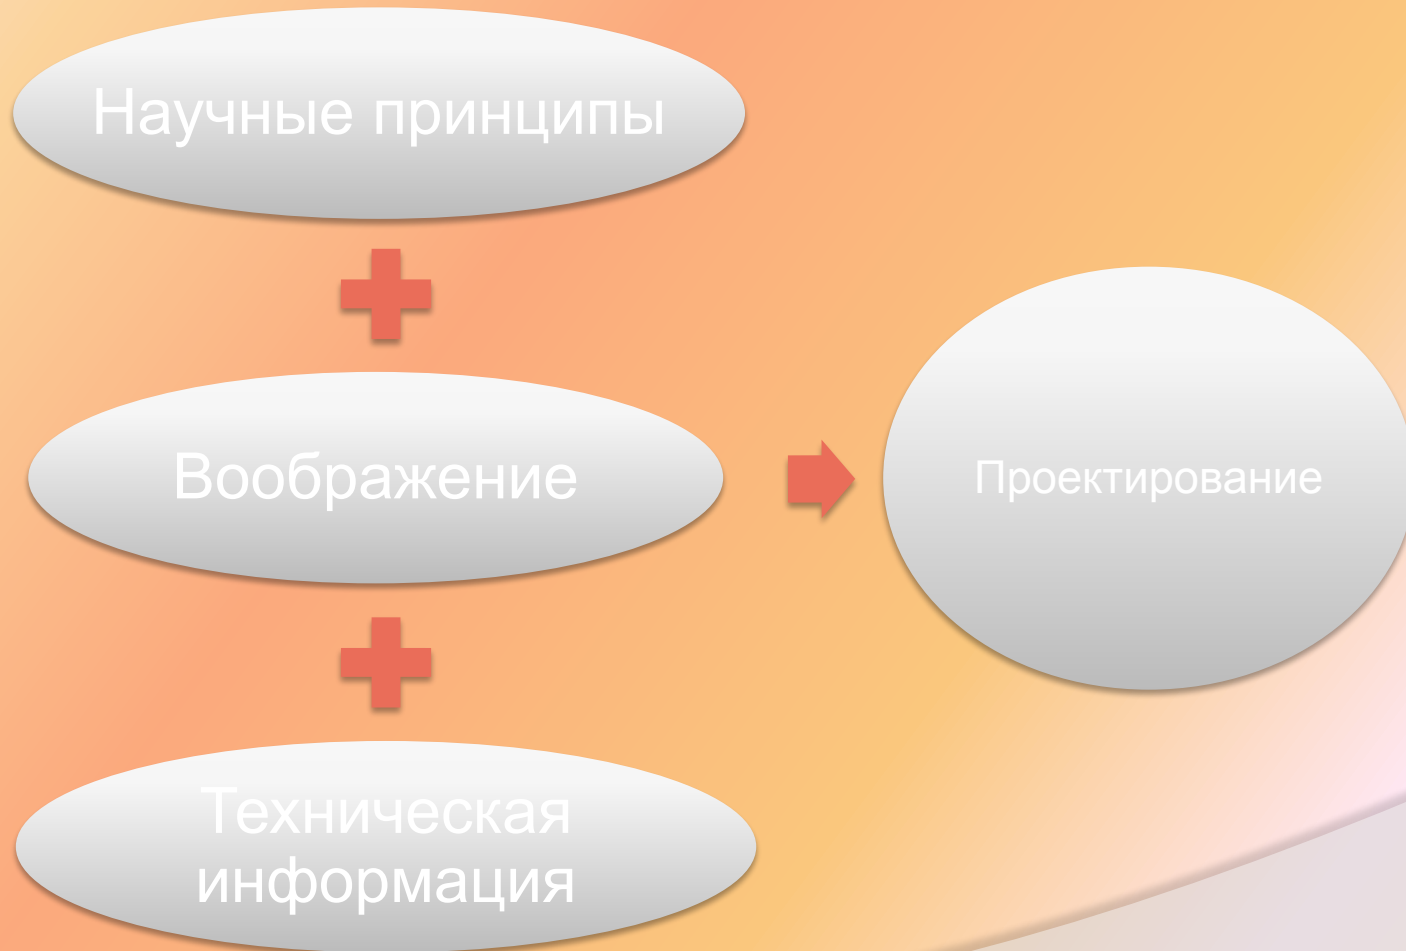 Научные принципы
Воображение
Проектирование
Техническая
информация